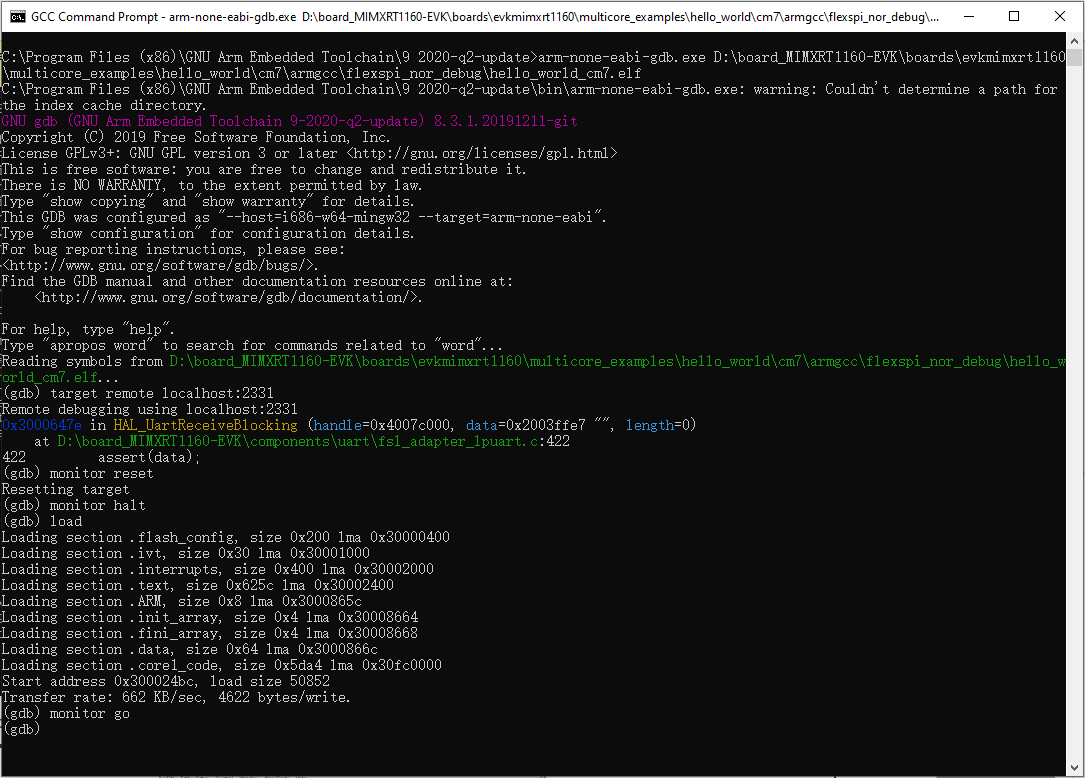 GCC Command Prompt - arm-none-eabi-gdb.exe D:\board_MIMXRT1160-EVK\boards\evkmimxrt1160\multicore_examples\hello_world\cm7\armgcc\flexspi_nor_debug\...
C:\Program Files (x86)\GNU Arm Embedded Toolchain\9 2020-q2-update>arm-none-eabi-gdb.exe D:\board_MIMXRT1160-EVK\boards\evkmimxrt1160
\multicore_examples\hello_world\cm7\armgcc\flexspi_nor_debug\hello_world_cm7.elf
C:\Program Files (x86)\GNU Arm Embedded Toolchain\9 2020-q2-update\bin\arm-none-eabi-gdb.exe: warning: Couldn't determine a path for
the index cache directory.
GNU gdb (GNU Arm Embedded Toolchain 9-2020-q2-update) 8.3.1.20191211-git
Copyright (C) 2019 Free Software Foundation, Inc.
License GPLv3+: GNU GPL version 3 or later <http://gnu.org/licenses/gpl.html>
This is free software: you are free to change and redistribute it.
There is NO WARRANTY, to the extent permitted by law.
Type "show copying" and "show warranty" for details.
This GDB was configured as "--host=i686-w64-mingw32 --target=arm-none-eabi".
Type "show configuration" for configuration details.
For bug reporting instructions, please see:
<http://www.gnu.org/software/gdb/bugs/>.
Find the GDB manual and other documentation resources online at:
    <http://www.gnu.org/software/gdb/documentation/>.
For help, type "help".
Type "apropos word" to search for commands related to "word"...
Reading symbols from D:\board_MIMXRT1160-EVK\boards\evkmimxrt1160\multicore_examples\hello_world\cm7\armgcc\flexspi_nor_debug\hello_w
orld_cm7.elf...
(gdb) target remote localhost:2331
Remote debugging using localhost:2331
0x3000647e in HAL_UartReceiveBlocking (handle=0x4007c000, data=0x2003ffe7 "", length=0)
    at D:\board_MIMXRT1160-EVK\components\uart\fsl_adapter_lpuart.c:422
422         assert(data);
(gdb) monitor reset
Resetting target
(gdb) monitor halt
(gdb) load
Loading section .flash_config, size 0x200 lma 0x30000400
Loading section .ivt, size 0x30 lma 0x30001000
Loading section .interrupts, size 0x400 lma 0x30002000
Loading section .text, size 0x625c lma 0x30002400
Loading section .ARM, size 0x8 lma 0x3000865c
Loading section .init_array, size 0x4 lma 0x30008664
Loading section .fini_array, size 0x4 lma 0x30008668
Loading section .data, size 0x64 lma 0x3000866c
Loading section .core1_code, size 0x5da4 lma 0x30fc0000
Start address 0x300024bc, load size 50852
Transfer rate: 662 KB/sec, 4622 bytes/write.
(gdb) monitor go
(gdb)